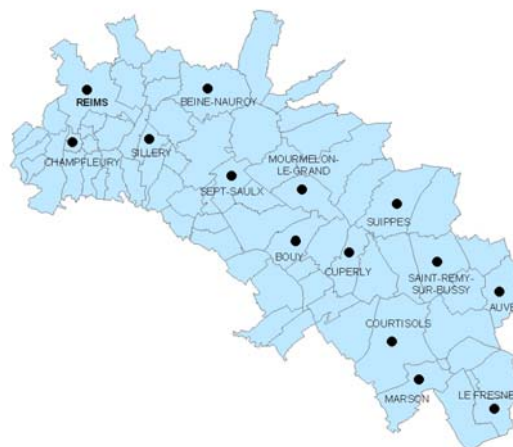 REIMS
BEINE-NAUROY
CHAMPFLEURY
SILLERY
MOURMELON-
LE-GRAND
SEPT-SAULX
SUIPPES
BOUY
CUPERLY
SAINT-REMY-
SUR-BUSSY
AUVE
COURTISOLS
MARSON
LE FRESNE